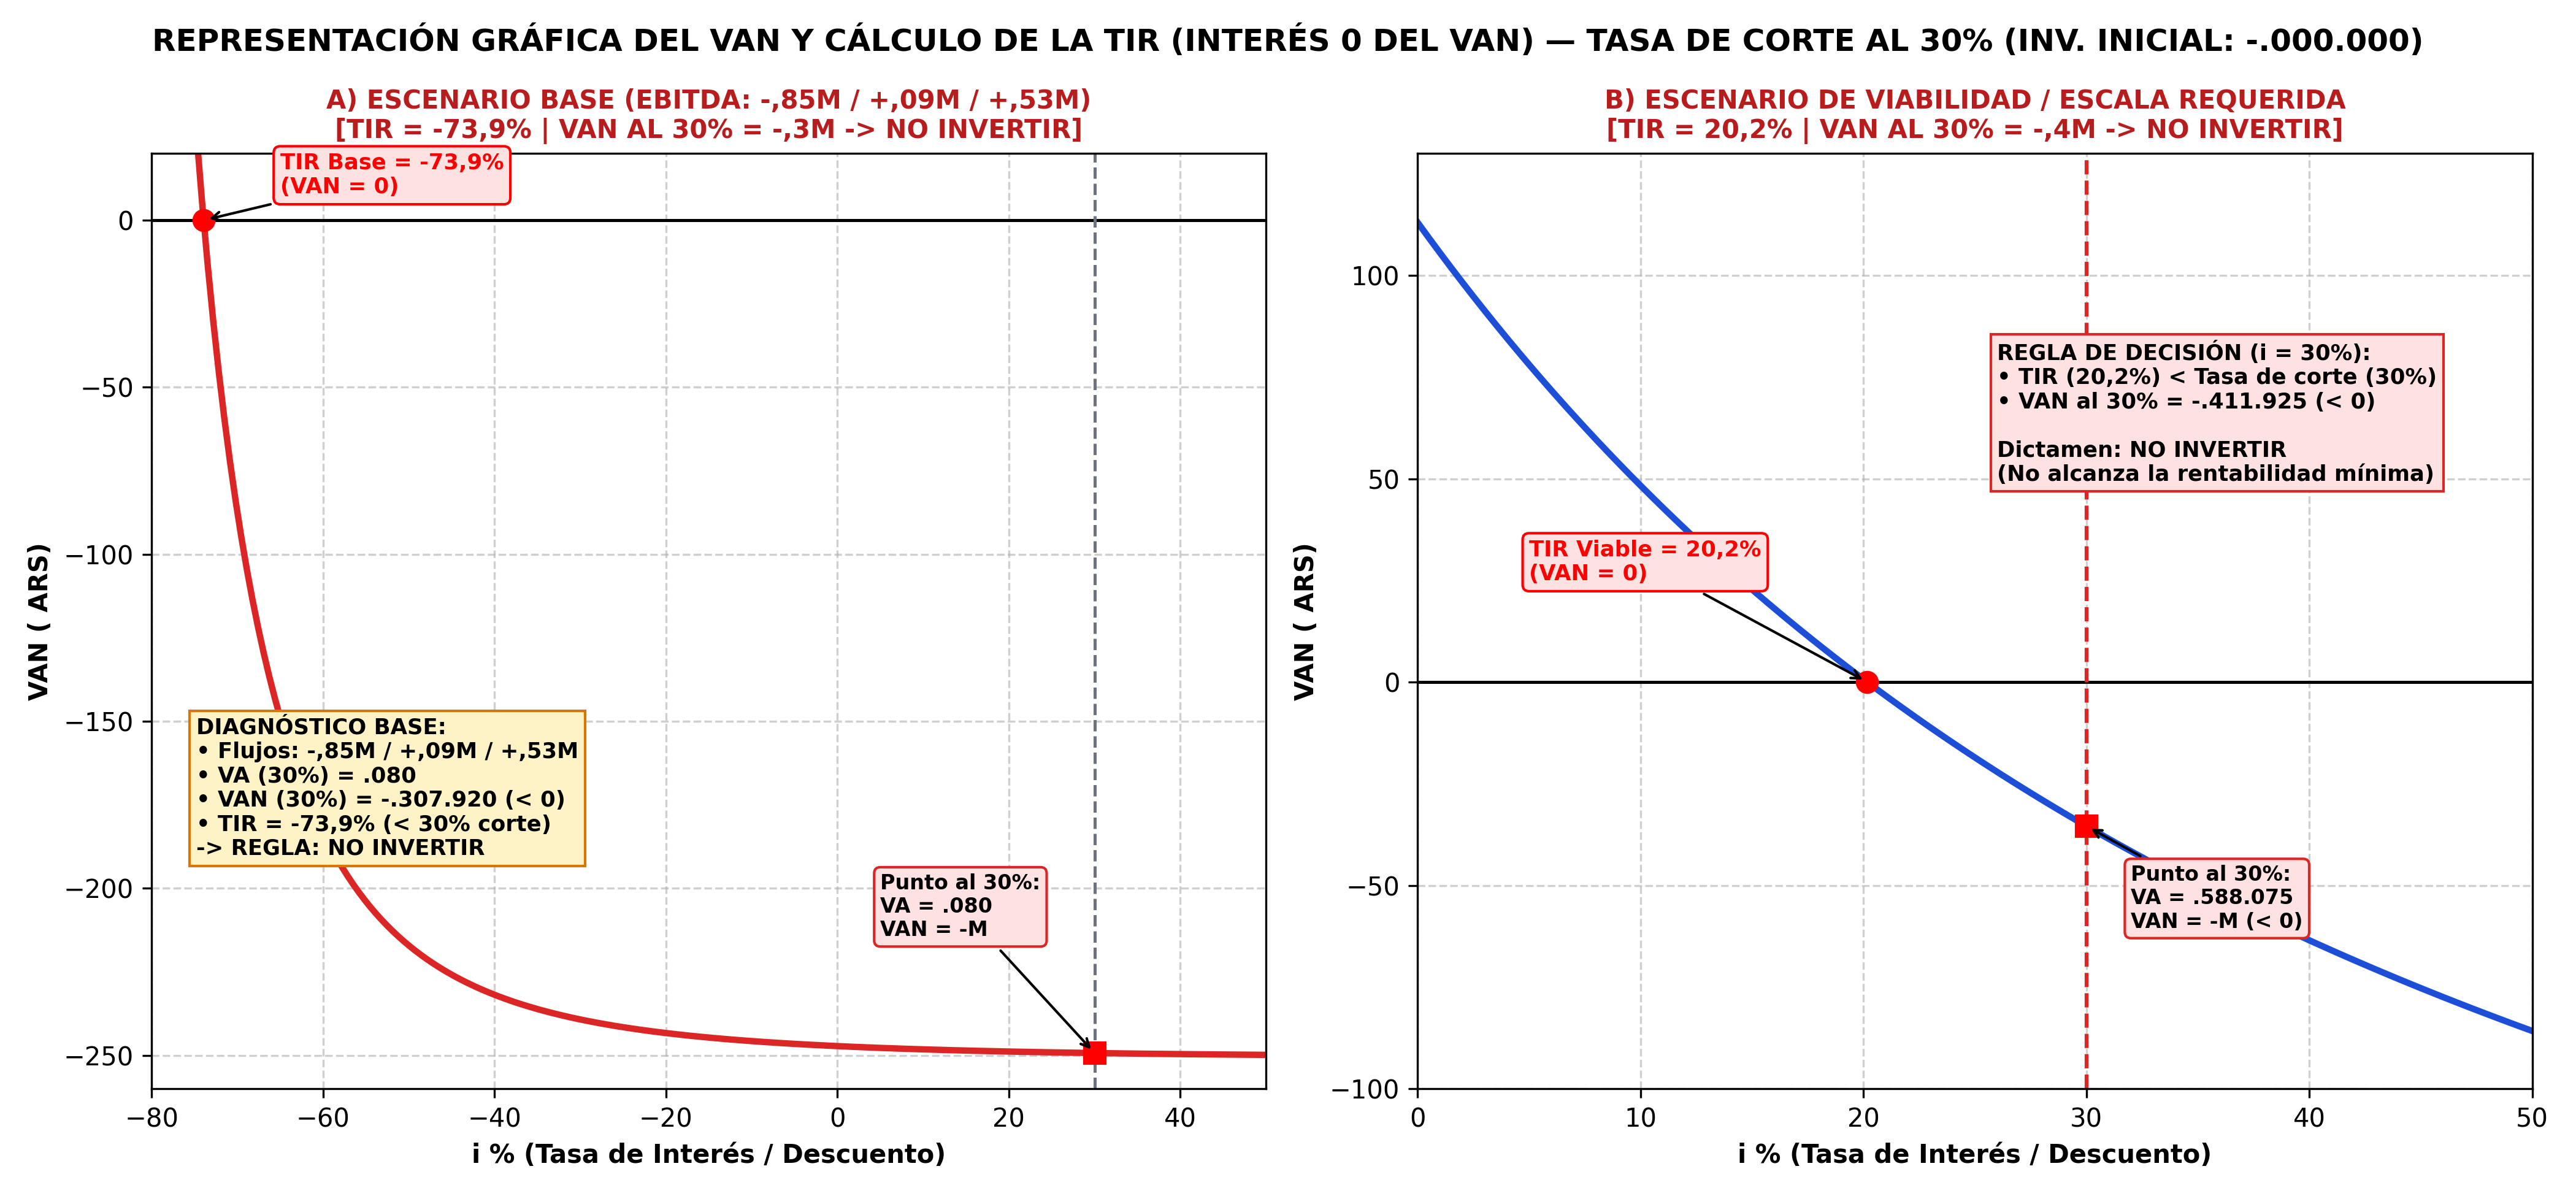 REPRESENTACIÓN GRÁFICA DEL VAN Y CÁLCULO DE LA TIR (INTERÉS 0 DEL VAN) — TASA DE CORTE AL 30% (INV. INICIAL: -.000.000)
A) ESCENARIO BASE (EBITDA: -,85M / +,09M / +,53M)
[TIR = -73,9% | VAN AL 30% = -,3M -> NO INVERTIR]
TIR Base = -73,9%
(VAN = 0)
0
−50
−100
−150
−200
−250
VAN ( ARS)
DIAGNÓSTICO BASE:
• Flujos: -,85M / +,09M / +,53M
• VA (30%) = .080
• VAN (30%) = -.307.920 (< 0)
• TIR = -73,9% (< 30% corte)
-> REGLA: NO INVERTIR
Punto al 30%:
VA = .080
VAN = -M
−80
−60
−40
−20
0
20
40
i % (Tasa de Interés / Descuento)
B) ESCENARIO DE VIABILIDAD / ESCALA REQUERIDA
[TIR = 20,2% | VAN AL 30% = -,4M -> NO INVERTIR]
100
50
0
−50
−100
VAN ( ARS)
REGLA DE DECISIÓN (i = 30%):
• TIR (20,2%) < Tasa de corte (30%)
• VAN al 30% = -.411.925 (< 0)
Dictamen: NO INVERTIR
(No alcanza la rentabilidad mínima)
TIR Viable = 20,2%
(VAN = 0)
Punto al 30%:
VA = .588.075
VAN = -M (< 0)
0
10
20
30
40
50
i % (Tasa de Interés / Descuento)